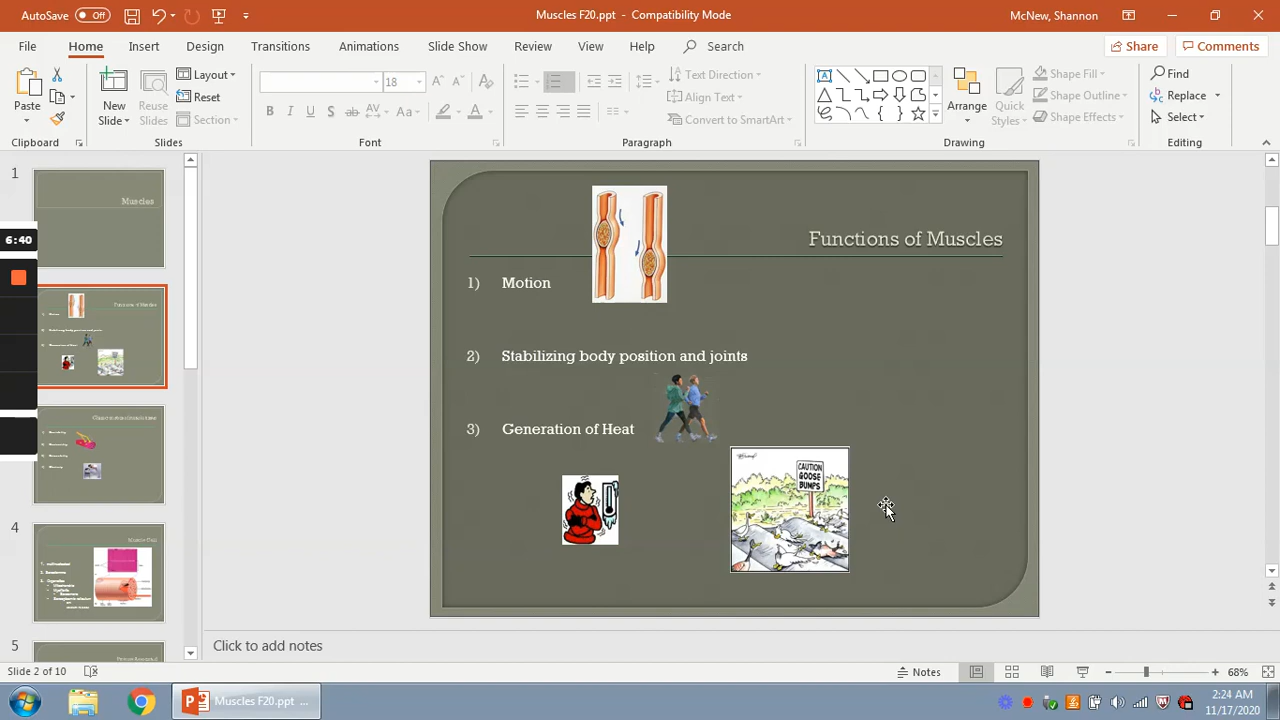 AutoSave Off
Muscles F20.ppt - Compatibility Mode
McNew, Shannon
File Home Insert Design Transitions Animations Slide Show Review View Help Search
Share Comments
Paste
New Slide
Reuse Slides
Layout
Reset
Section
18
B I U S ab AV Aa A
Text Direction
Align Text
Convert to SmartArt
Arrange
Quick Styles
Shape Fill
Shape Outline
Shape Effects
Find
Replace
Select
Clipboard Slides Font Paragraph Drawing Editing
1
Muscles
6:40
4
5
Functions of Muscles
1) Motion
2) Stabilizing body position and joints
3) Generation of Heat
CAUTION
GOOSE
BUMPS
Click to add notes
Slide 2 of 10
Notes
68%
Muscles F20.ppt ...
2:24 AM
11/17/2020